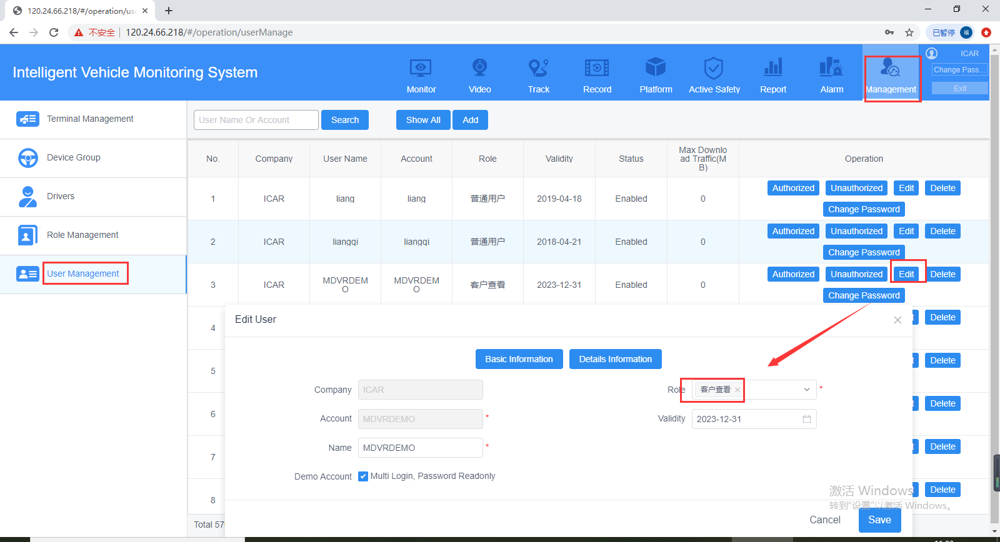 120.24.66.218/#/operation/use
不安全
120.24.66.218/#/operation/userManage
已暂停
福
Intelligent Vehicle Monitoring System
Monitor
Video
Track
Record
Platform
Active Safety
Report
Alarm
Management
ICAR
Change Pass...
Exit
Terminal Management
Device Group
Drivers
Role Management
User Management
User Name Or Account
Search
Show All
Add
No. Company User Name Account Role Validity Status Max Downlo
ad Traffic(M
B) Operation
1 ICAR liang liang 普通用户 2019-04-18 Enabled 0
Authorized Unauthorized Edit Delete
Change Password
2 ICAR liangqi liangqi 普通用户 2018-04-21 Enabled 0
Authorized Unauthorized Edit Delete
Change Password
3 ICAR MDVRDEM
O MDVRDEM
O 客户查看 2023-12-31 Enabled 0
Authorized Unauthorized Edit Delete
Change Password
4 Delete
5 Delete
6 Delete
7 Delete
8 Delete
Total 57
Edit User
Basic Information
Details Information
Company ICAR
Role 客户查看 *
Account MDVRDEMO *
Validity 2023-12-31
Name MDVRDEMO *
Demo Account Multi Login, Password Readonly
Cancel
Save
激活 Windows
转到"设置"以激活 Windows。